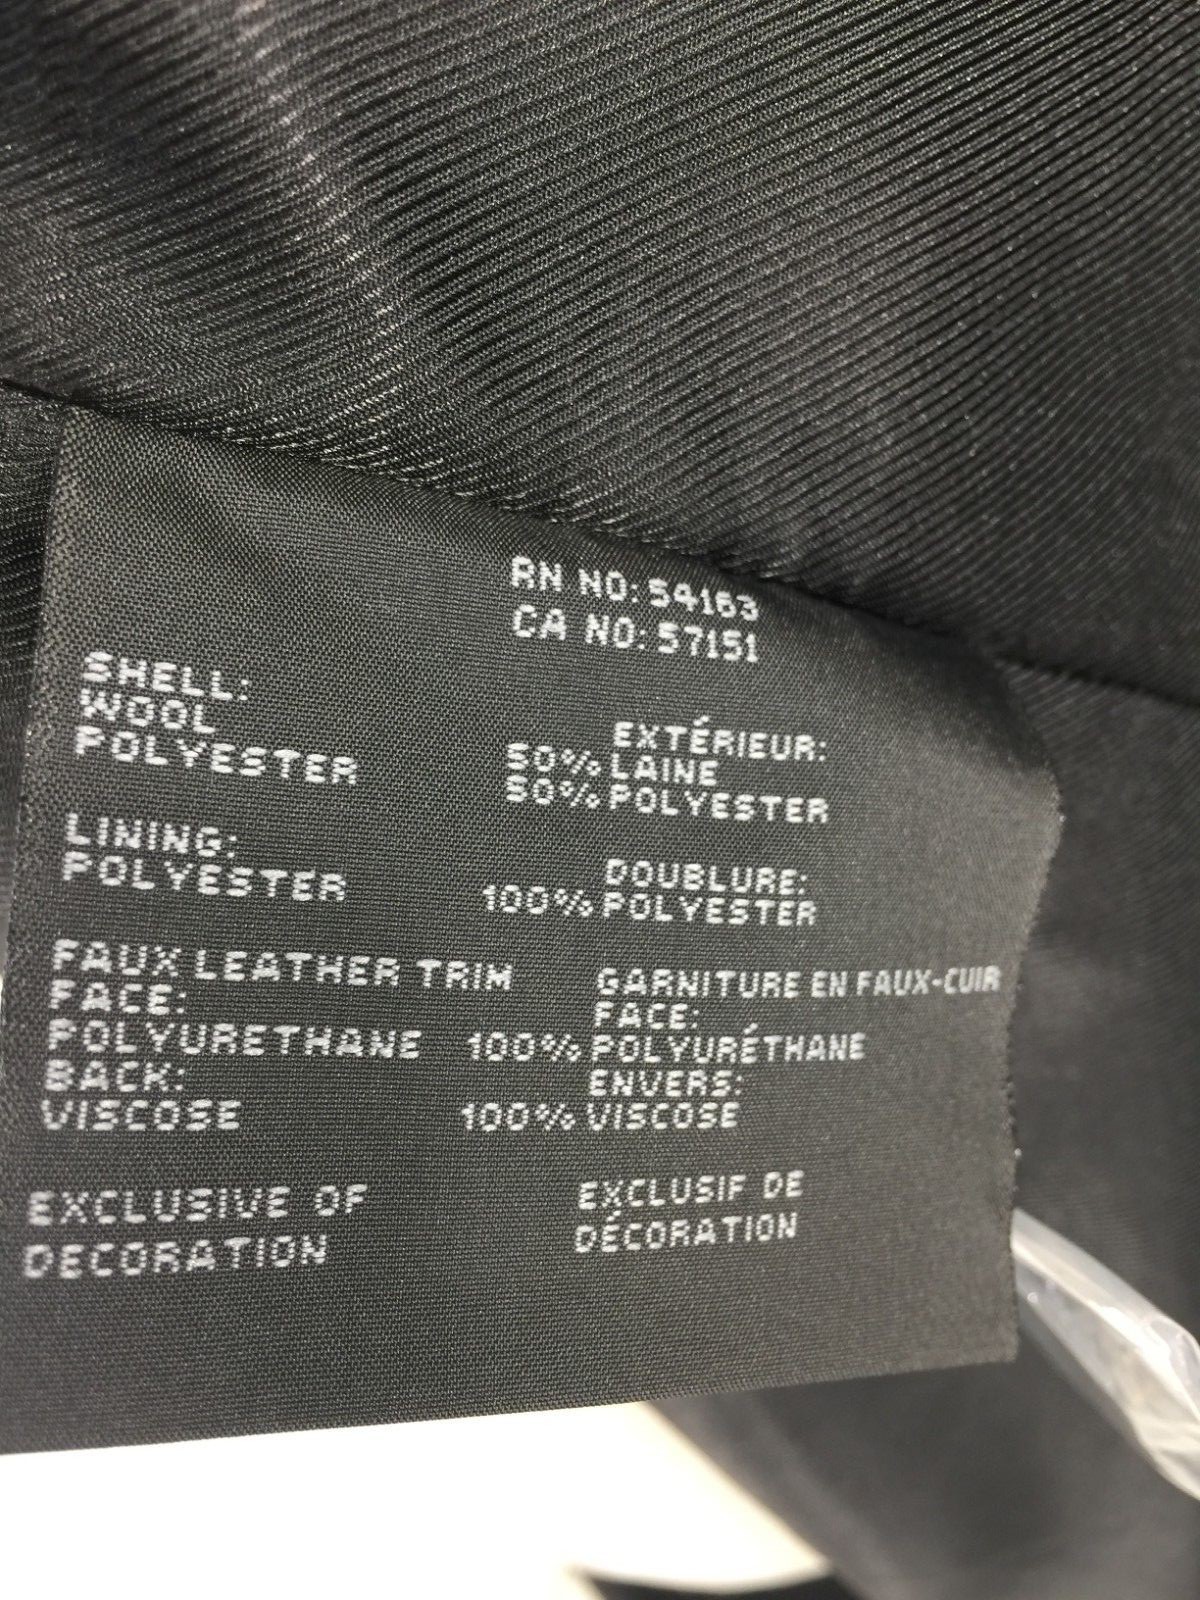 RN NO: 54163
CA NO: 57151
SHELL: EXTÉRIEUR:
WOOL 50% LAINE
POLYESTER 50% POLYESTER
LINING: DOUBLURE:
POLYESTER 100% POLYESTER
FAUX LEATHER TRIM GARNITURE EN FAUX-CUIR
FACE: FACE:
POLYURETHANE 100% POLYURÉTHANE
BACK: ENVERS:
VISCOSE 100% VISCOSE
EXCLUSIVE OF EXCLUSIF DE
DECORATION DÉCORATION